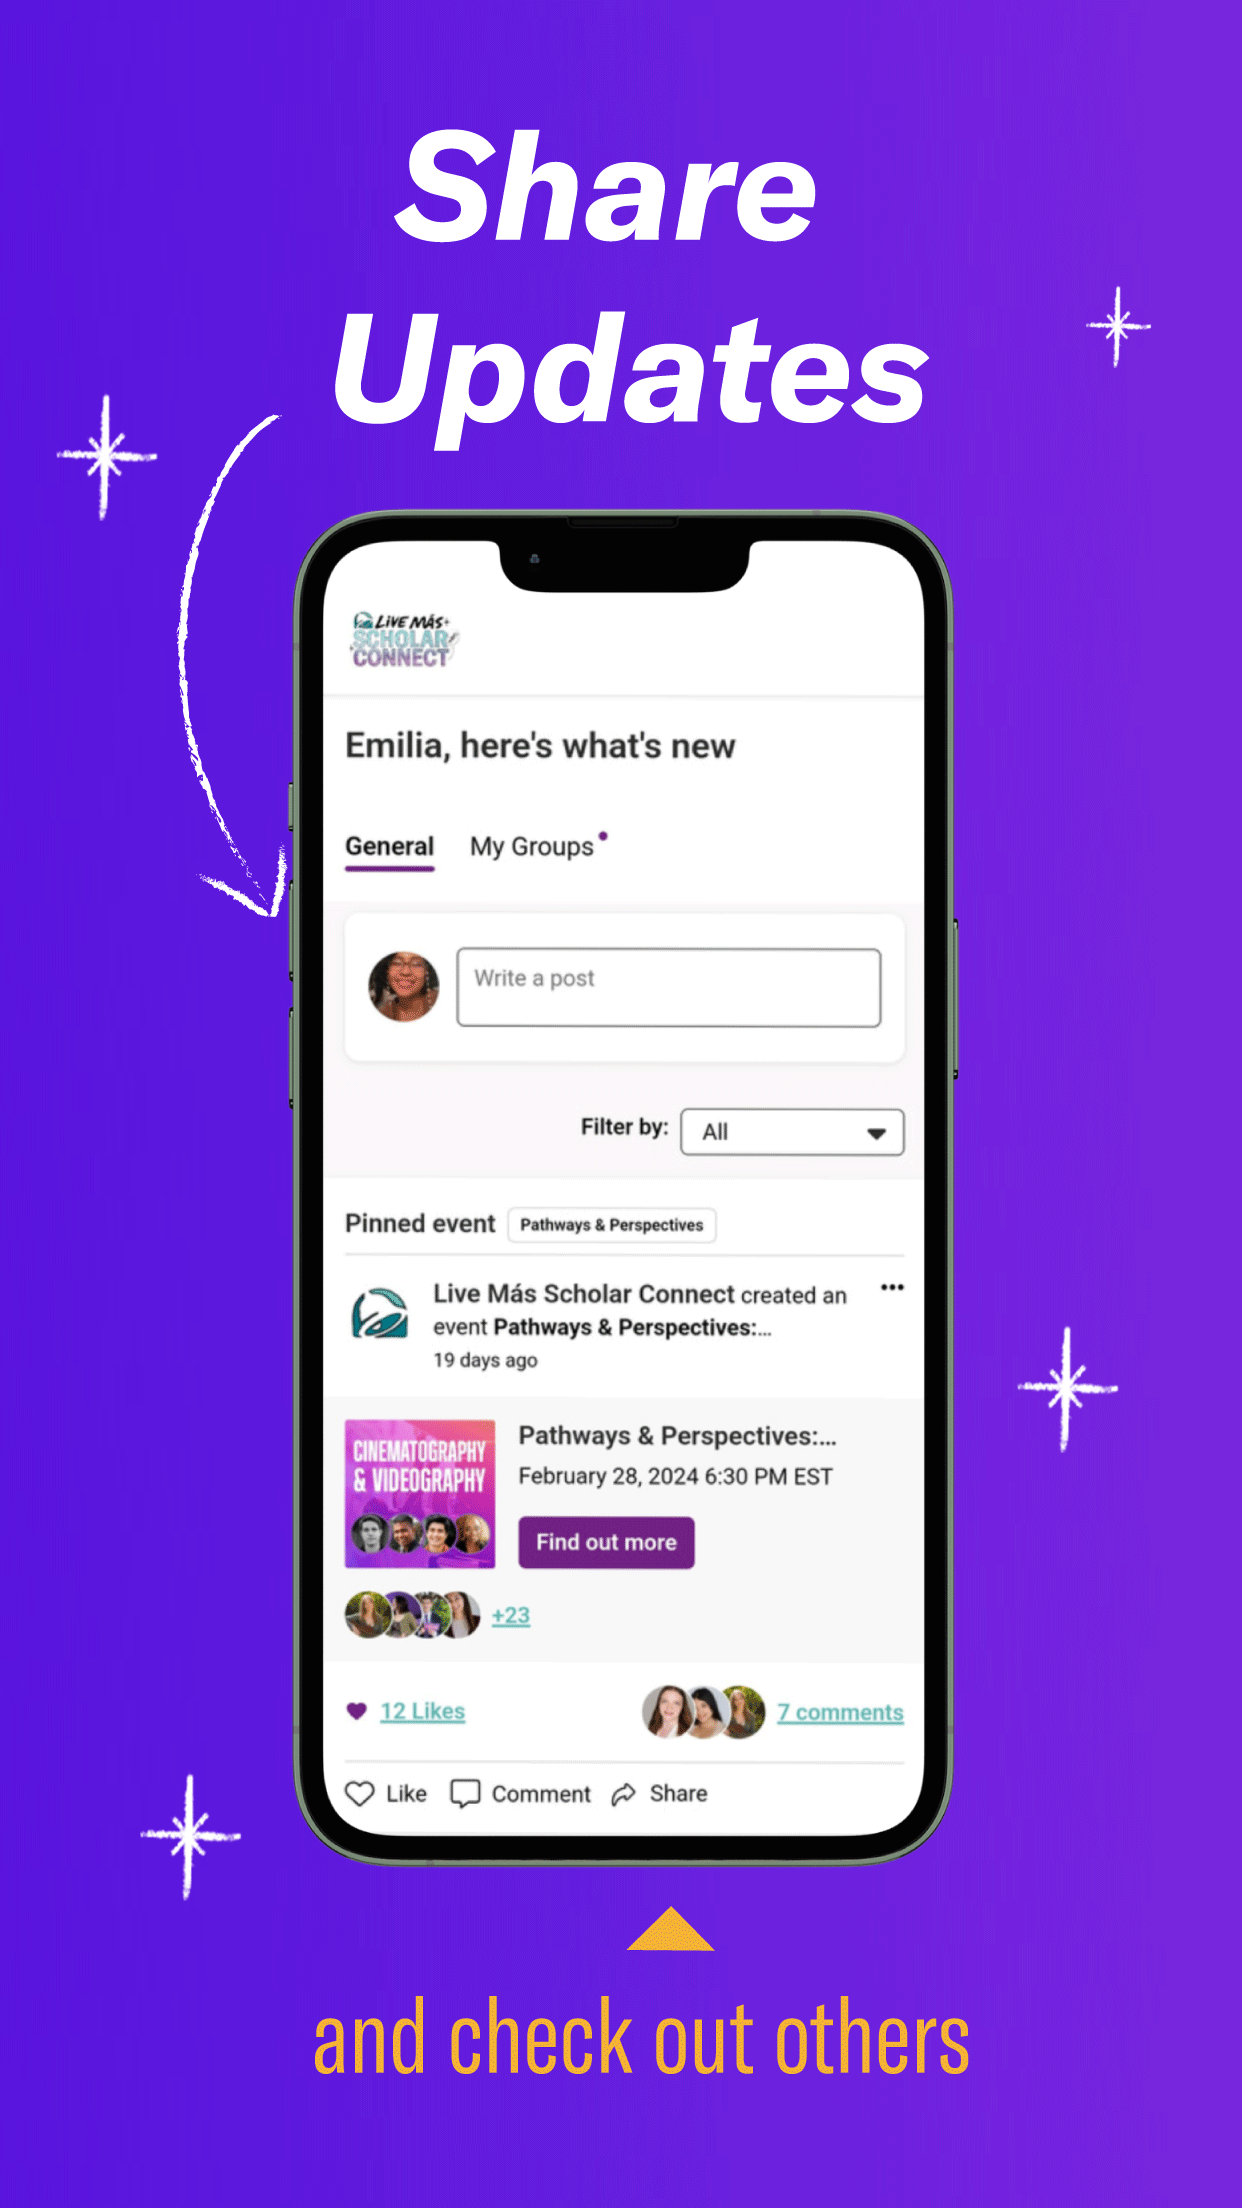 Share
Updates
LIVE MÁS
SCHOLAR
CONNECT
Emilia, here's what's new
General My Groups
Write a post
Filter by: All
Pinned event Pathways & Perspectives
Live Más Scholar Connect created an
event Pathways & Perspectives:...
19 days ago
CINEMATOGRAPHY
& VIDEOGRAPHY
Pathways & Perspectives:...
February 28, 2024 6:30 PM EST
Find out more
+23
12 Likes 7 comments
Like Comment Share
and check out others